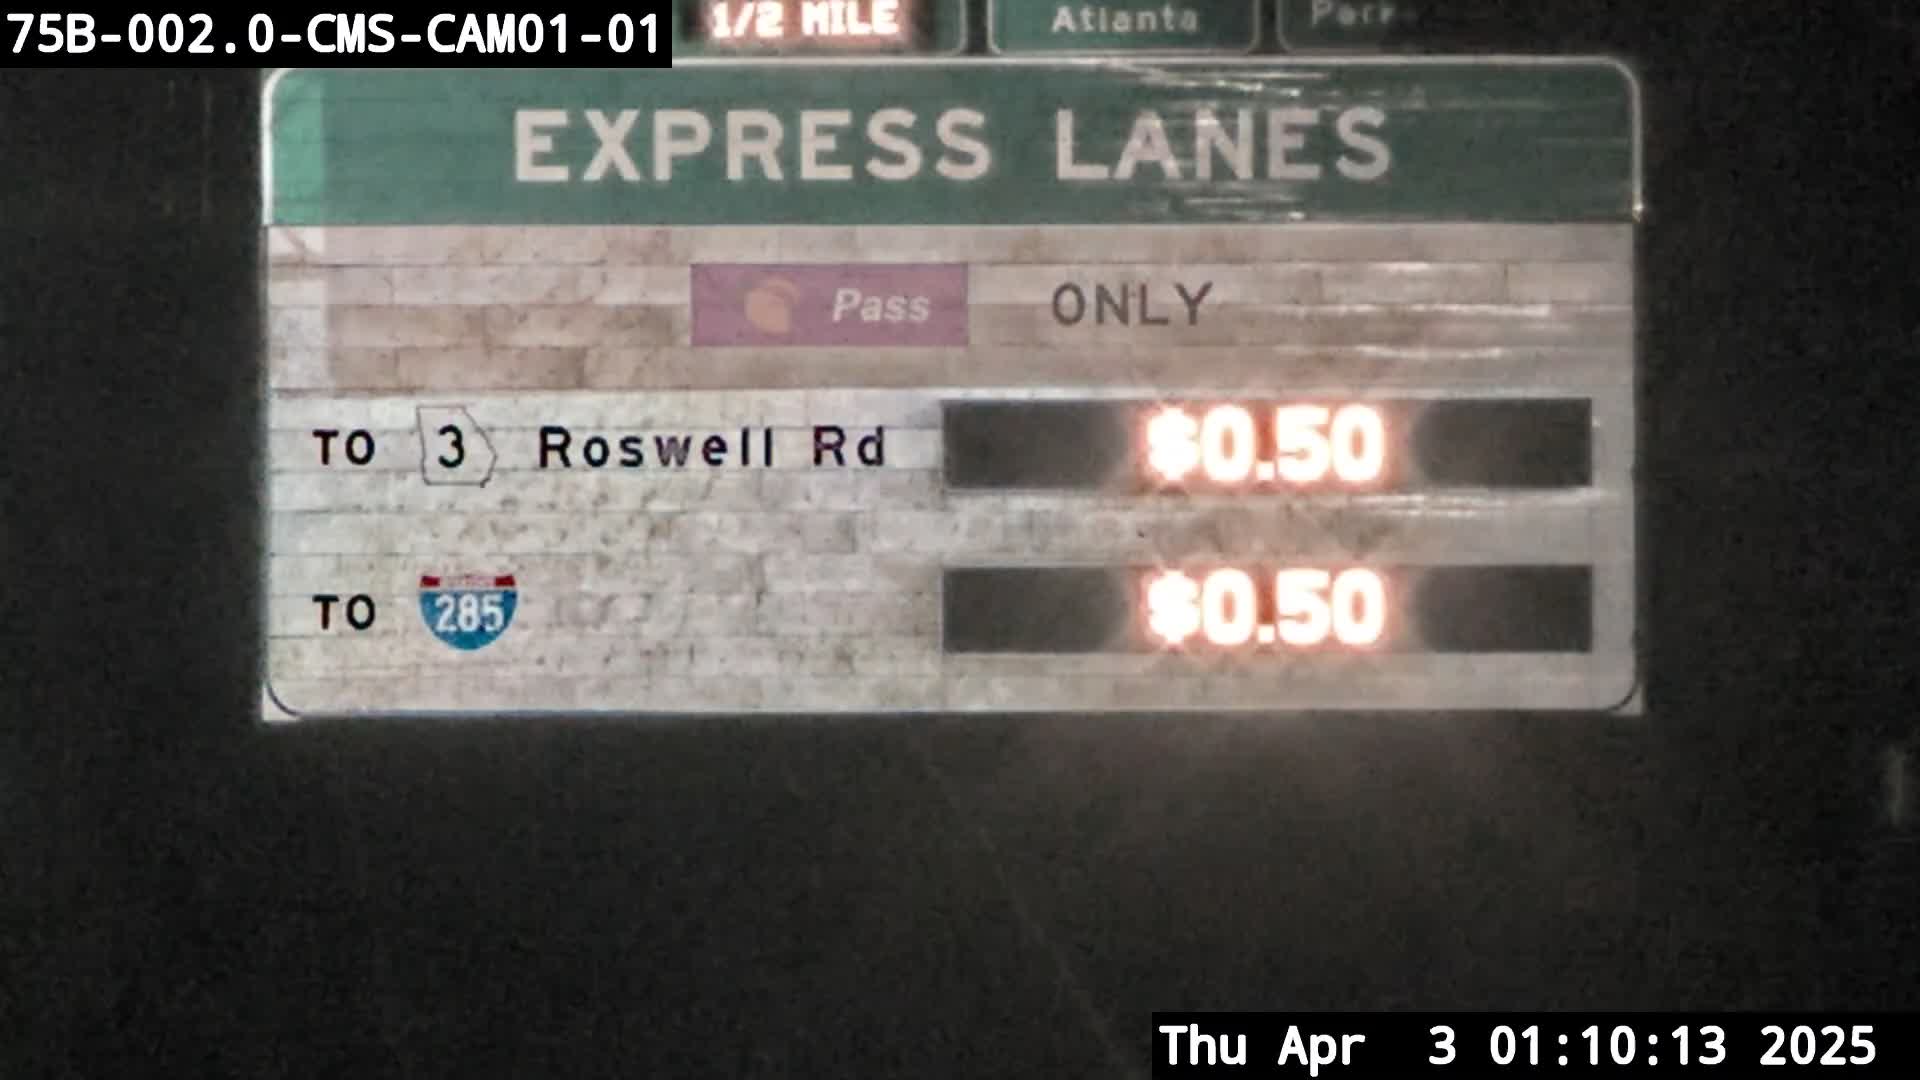 75B-002.0-CMS-CAM01-01
1/2 MILE
Atlanta
EXPRESS LANES
Pass ONLY
TO 3 Roswell Rd $0.50
TO 285 $0.50
Thu Apr 3 01:10:13 2025